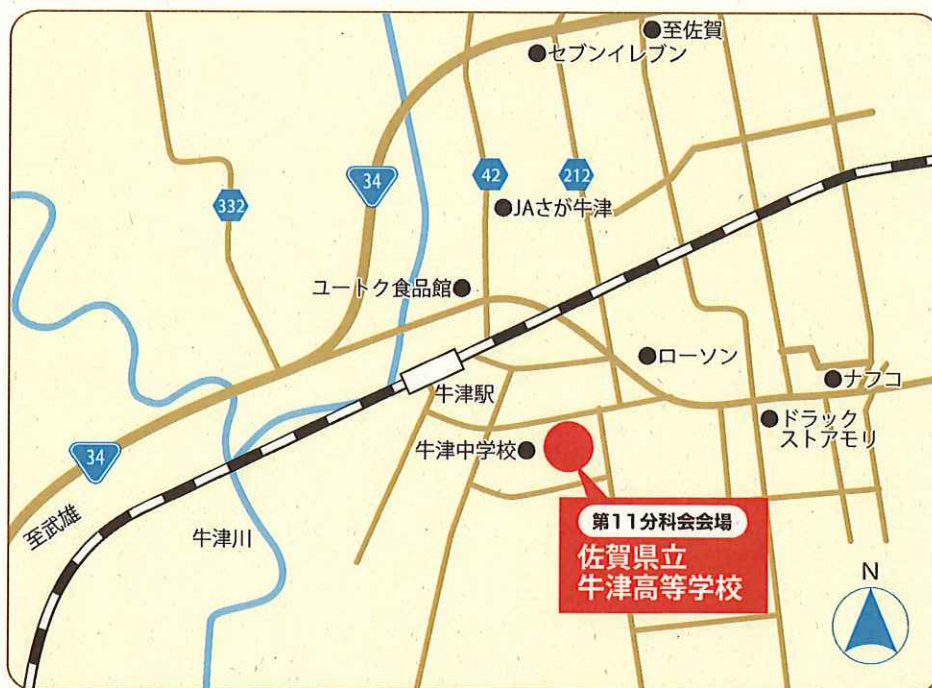 至佐賀
セブンイレブン
34
42
212
332
JAさが牛津
ユートク食品館
ローソン
牛津駅
ナフコ
ドラック
ストアモリ
牛津中学校
34
至武雄
牛津川
第11分科会会場
佐賀県立
牛津高等学校
N